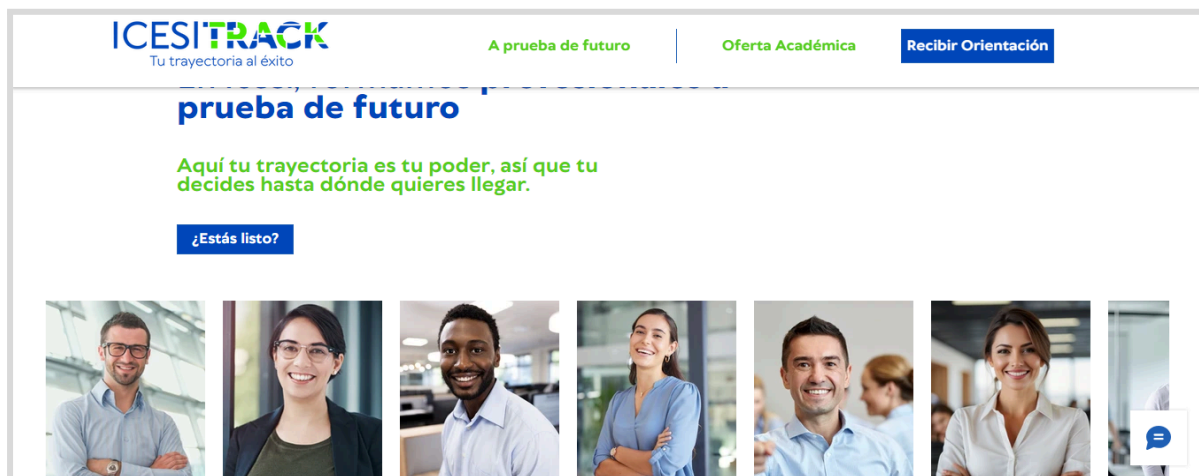 ICESITRACK
Tu trayectoria al éxito
A prueba de futuro
Oferta Académica
Recibir Orientación
prueba de futuro
Aquí tu trayectoria es tu poder, así que tu
decides hasta dónde quieres llegar.
¿Estás listo?